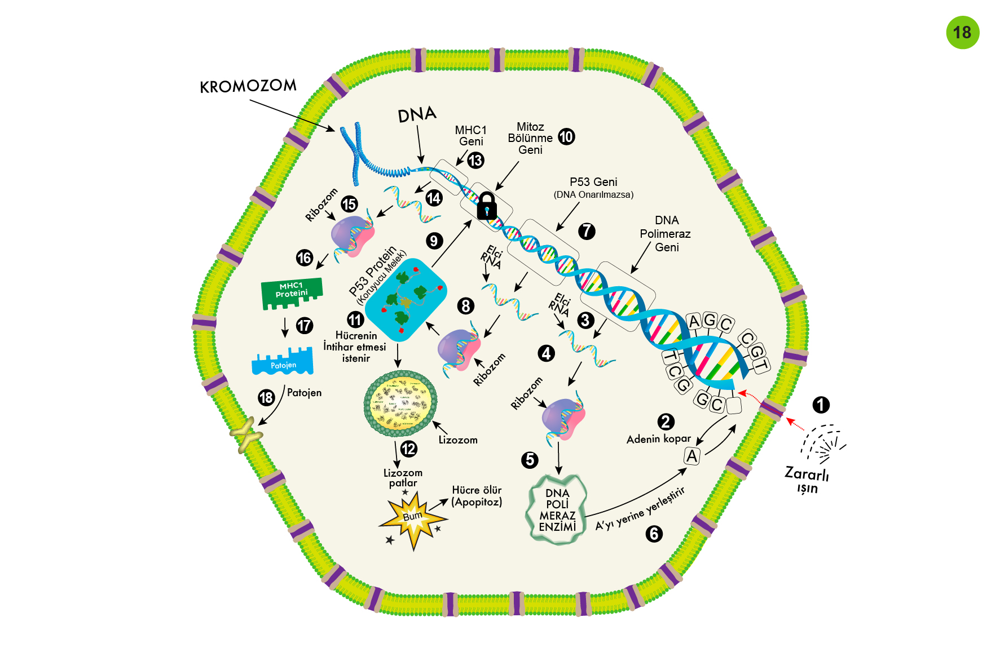 18
KROMOZOM
DNA
MHC1
Geni
13
Mitoz
Bölünme
Geni
10
P53 Geni
(DNA Onarılmazsa)
7
DNA
Polimeraz
Geni
14
Ribozom
15
16
MHC1
Proteini
17
Patojen
Patojen
18
9
P53 Protein
(Koruyucu Melek)
11
Hücrenin
İntihar etmesi
istenir
Elçi
RNA
8
Ribozom
Elçi
RNA
3
4
Ribozom
5
DNA
POLİ
MERAZ
ENZİMİ
A'yı yerine yerleştirir
6
A G C
C G T
T C G
G C
2
Adenin kopar
A
1
Zararlı
ışın
Lizozom
12
Lizozom
patlar
Bum
Hücre ölür
(Apopitoz)